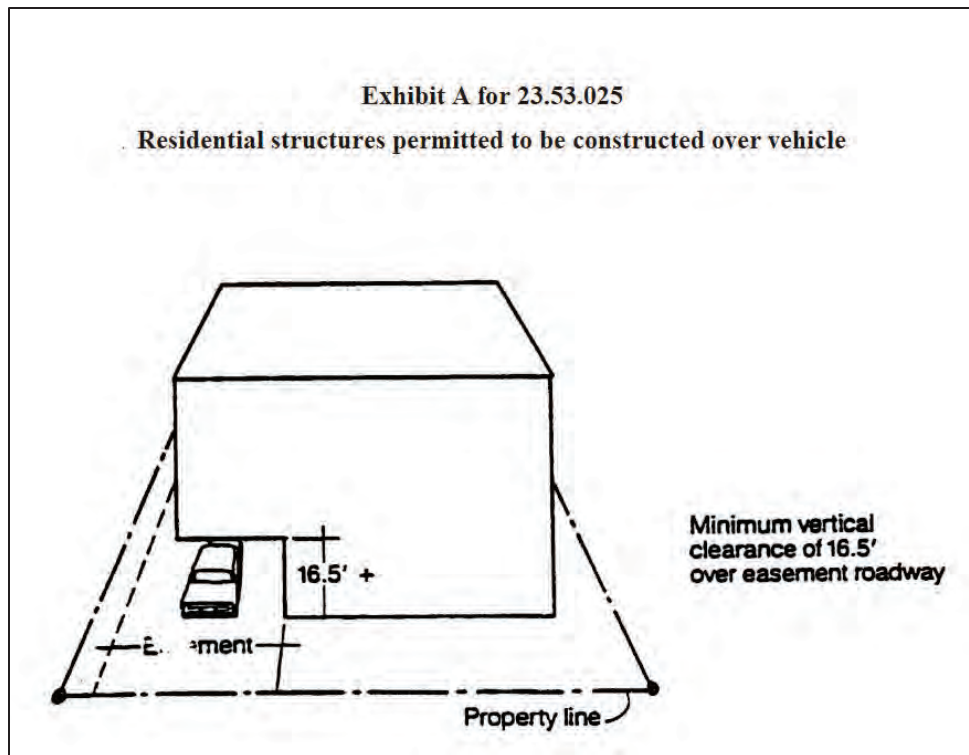 Exhibit A for 23.53.025
Residential structures permitted to be constructed over vehicle
Minimum vertical
clearance of 16.5'
over easement roadway
16.5' +
Property line